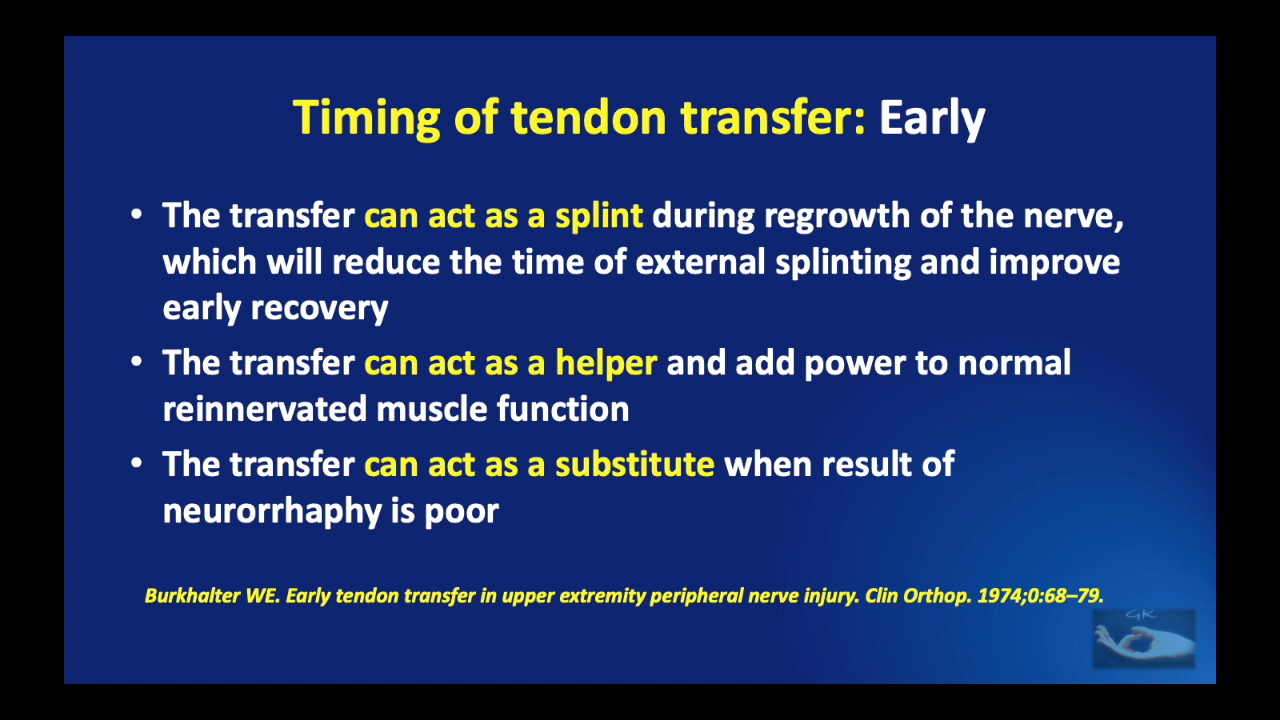 Timing of tendon transfer: Early
• The transfer can act as a splint during regrowth of the nerve,
which will reduce the time of external splinting and improve
early recovery
• The transfer can act as a helper and add power to normal
reinnervated muscle function
• The transfer can act as a substitute when result of
neurorrhaphy is poor
Burkhalter WE. Early tendon transfer in upper extremity peripheral nerve injury. Clin Orthop. 1974;0:68–79.
GK